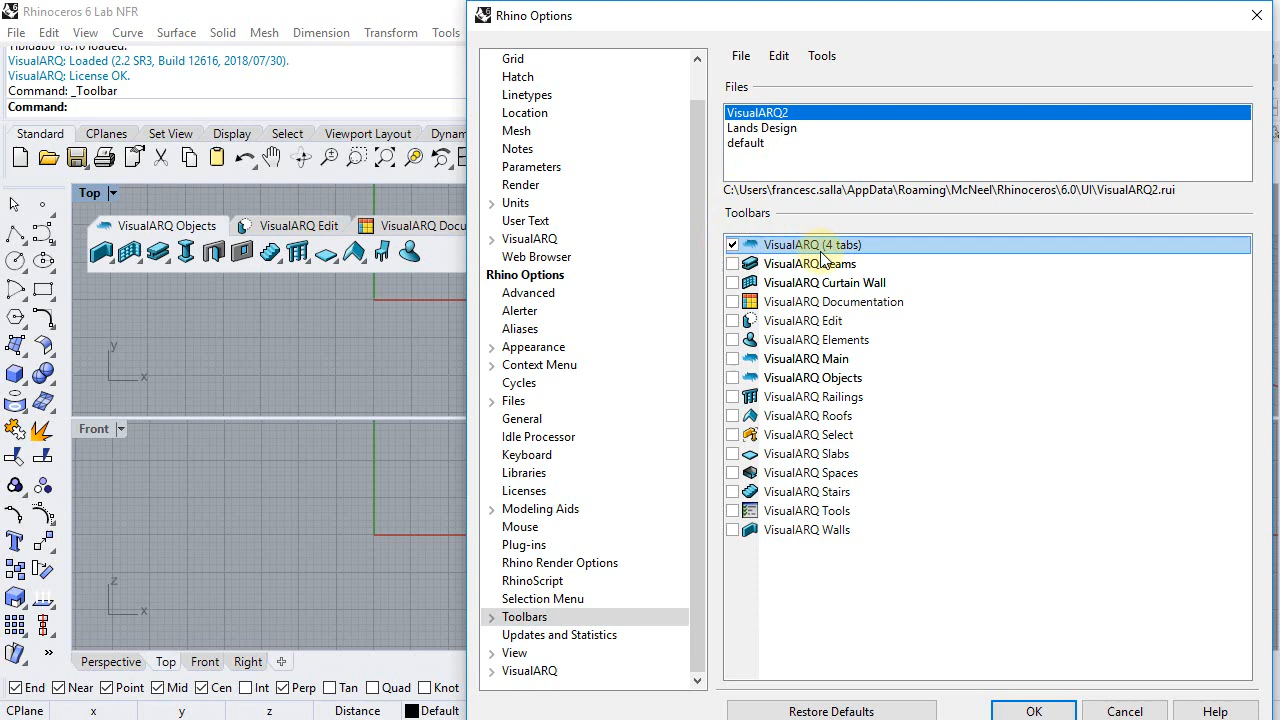 Rhinoceros 6 Lab NFR
File Edit View Curve Surface Solid Mesh Dimension Transform Tools
VisualARQ: Loaded (2.2 SR3, Build 12616, 2018/07/30).
VisualARQ: License OK.
Command: _Toolbar
Command:
Standard CPlanes Set View Display Select Viewport Layout
Top
VisualARQ Objects VisualARQ Edit VisualARQ Docu
Front
Perspective Top Front Right
End Near Point Mid Cen Int Perp Tan Quad Knot
CPlane x y z Distance Default
y
x
z
x
Rhino Options
Grid
Hatch
Linetypes
Location
Mesh
Notes
Parameters
Render
Units
User Text
VisualARQ
Web Browser
Rhino Options
Advanced
Alerter
Aliases
Appearance
Context Menu
Cycles
Files
General
Idle Processor
Keyboard
Libraries
Licenses
Modeling Aids
Mouse
Plug-ins
Rhino Render Options
RhinoScript
Selection Menu
Toolbars
Updates and Statistics
View
VisualARQ
File Edit Tools
Files
VisualARQ2
Lands Design
default
C:\Users\francesc.salla\AppData\Roaming\McNeel\Rhinoceros\6.0\UI\VisualARQ2.rui
Toolbars
VisualARQ (4 tabs)
VisualARQ Beams
VisualARQ Curtain Wall
VisualARQ Documentation
VisualARQ Edit
VisualARQ Elements
VisualARQ Main
VisualARQ Objects
VisualARQ Railings
VisualARQ Roofs
VisualARQ Select
VisualARQ Slabs
VisualARQ Spaces
VisualARQ Stairs
VisualARQ Tools
VisualARQ Walls
Restore Defaults OK Cancel Help